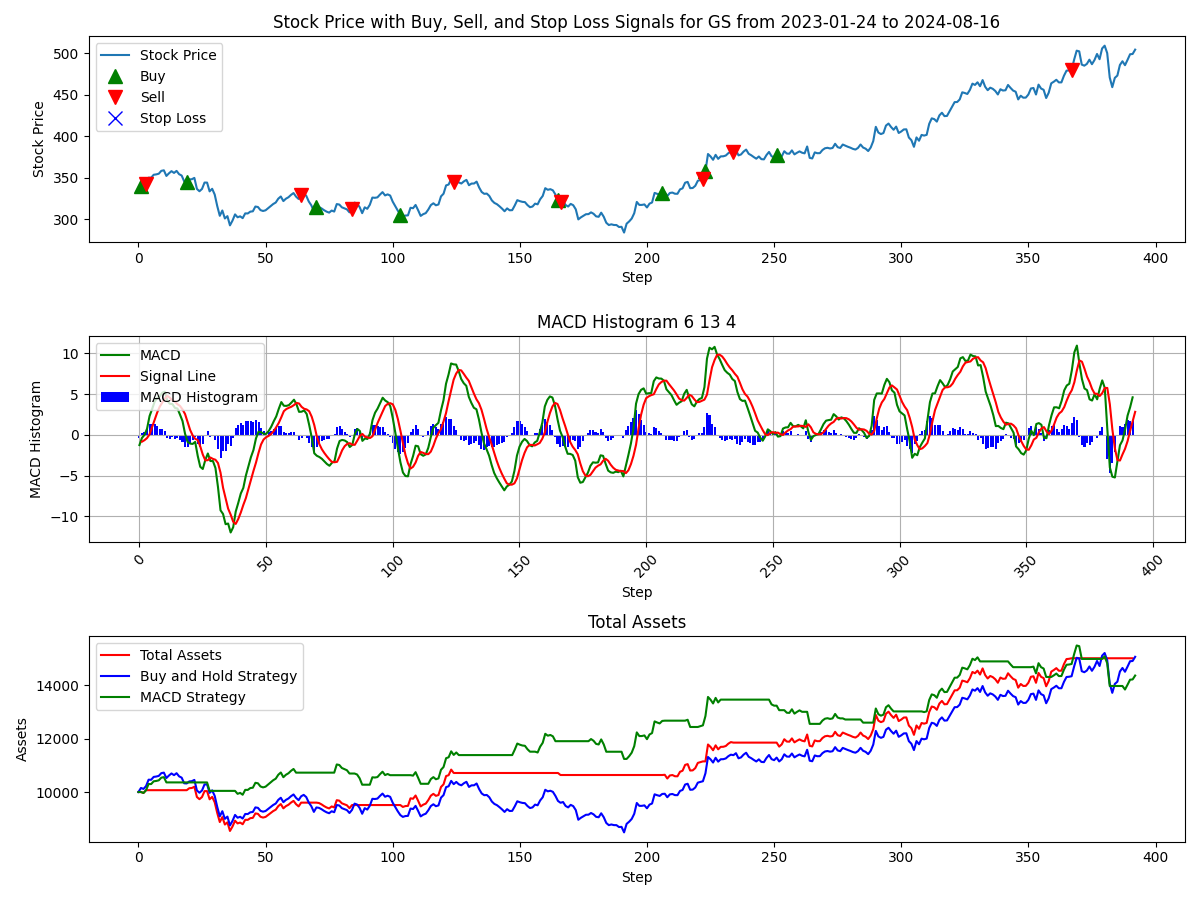 Stock Price with Buy, Sell, and Stop Loss Signals for GS from 2023-01-24 to 2024-08-16
Stock Price
Buy
Sell
Stop Loss
Stock Price
500
450
400
350
300
0 50 100 150 200 250 300 350 400
Step
MACD Histogram 6 13 4
MACD
Signal Line
MACD Histogram
MACD Histogram
10
5
0
−5
−10
0 50 100 150 200 250 300 350 400
Step
Total Assets
Total Assets
Buy and Hold Strategy
MACD Strategy
Assets
14000
12000
10000
0 50 100 150 200 250 300 350 400
Step